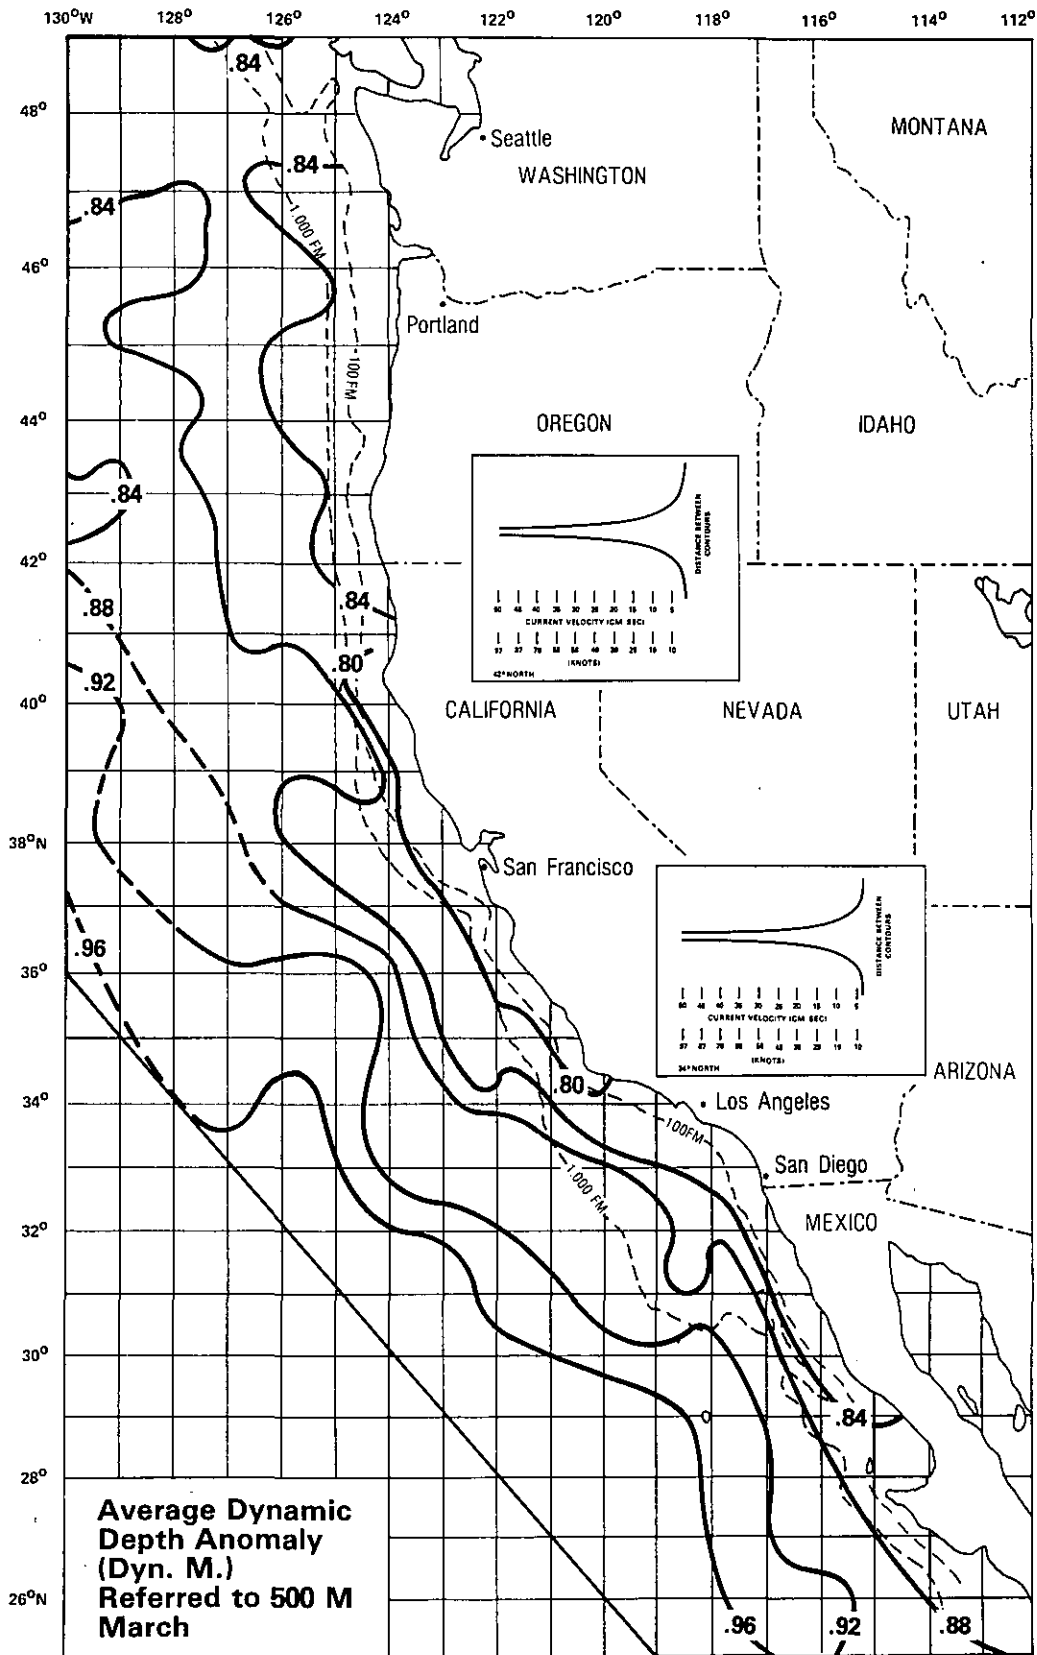 130°W 128° 126° 124° 122° 120° 118° 116° 114° 112°
.84
48°
Seattle
MONTANA
WASHINGTON
.84
.84
1,000 FM
46°
Portland
100FM
44°
OREGON
IDAHO
.84
DISTANCE BETWEEN
CONTOURS
42°
.88
.84
CURRENT VELOCITY (CM SEC)
(KNOTS)
42° NORTH
.80
.92
40°
CALIFORNIA
NEVADA
UTAH
38°N
San Francisco
DISTANCE BETWEEN
CONTOURS
.96
36°
CURRENT VELOCITY (CM SEC)
(KNOTS)
34° NORTH
.80
ARIZONA
34°
Los Angeles
100FM
San Diego
1,000 FM
32°
MEXICO
30°
.84
28°
Average Dynamic
Depth Anomaly
(Dyn. M.)
Referred to 500 M
March
26°N
.96
.92
.88